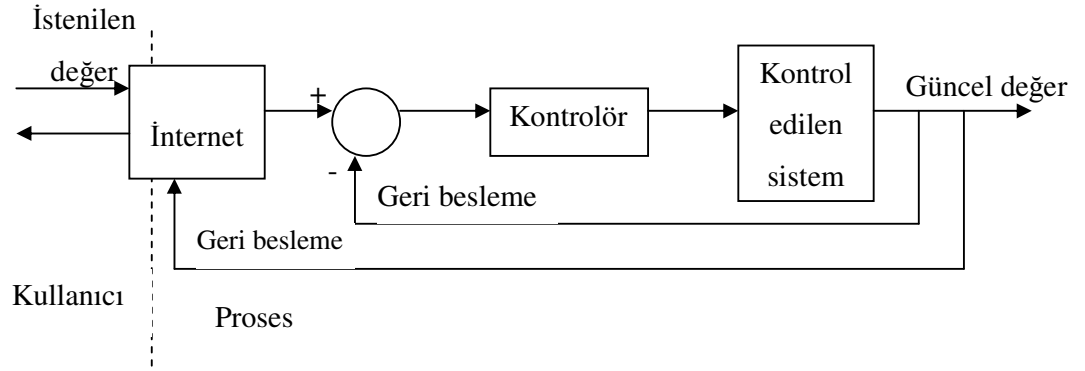 İstenilen
değer
İnternet
+
-
Kontrolör
Kontrol
edilen
sistem
Güncel değer
Geri besleme
Geri besleme
Kullanıcı
Proses